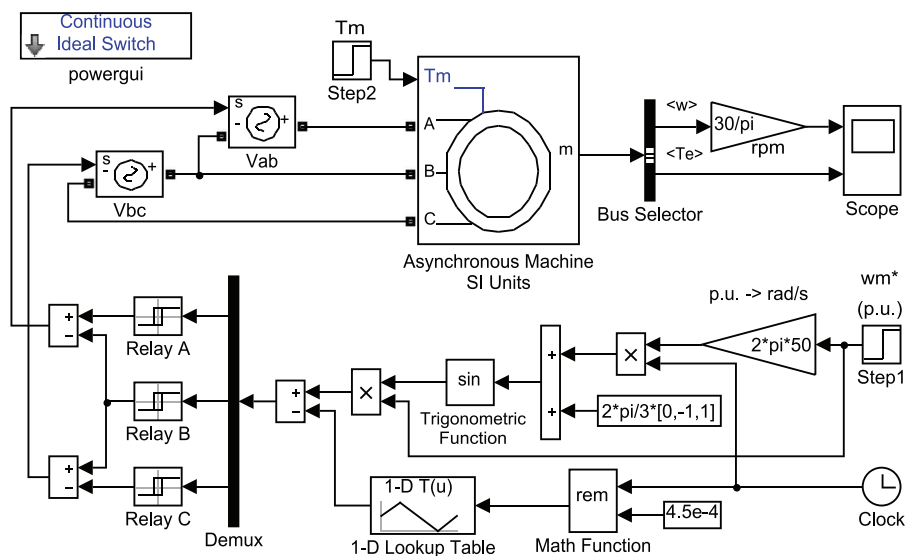 Continuous
Ideal Switch
powergui
Tm
Step2
s
-
+
Vab
s
-
+
Vbc
Tm
A
B
C
m
Asynchronous Machine
SI Units
<w>
<Te>
Bus Selector
30/pi
rpm
Scope
p.u. -> rad/s
wm*
(p.u.)
2*pi*50
Step1
+
-
Relay A
Relay B
+
-
Relay C
Demux
+
-
×
sin
Trigonometric
Function
+
+
×
2*pi/3*[0,-1,1]
1-D T(u)
1-D Lookup Table
rem
Math Function
4.5e-4
Clock